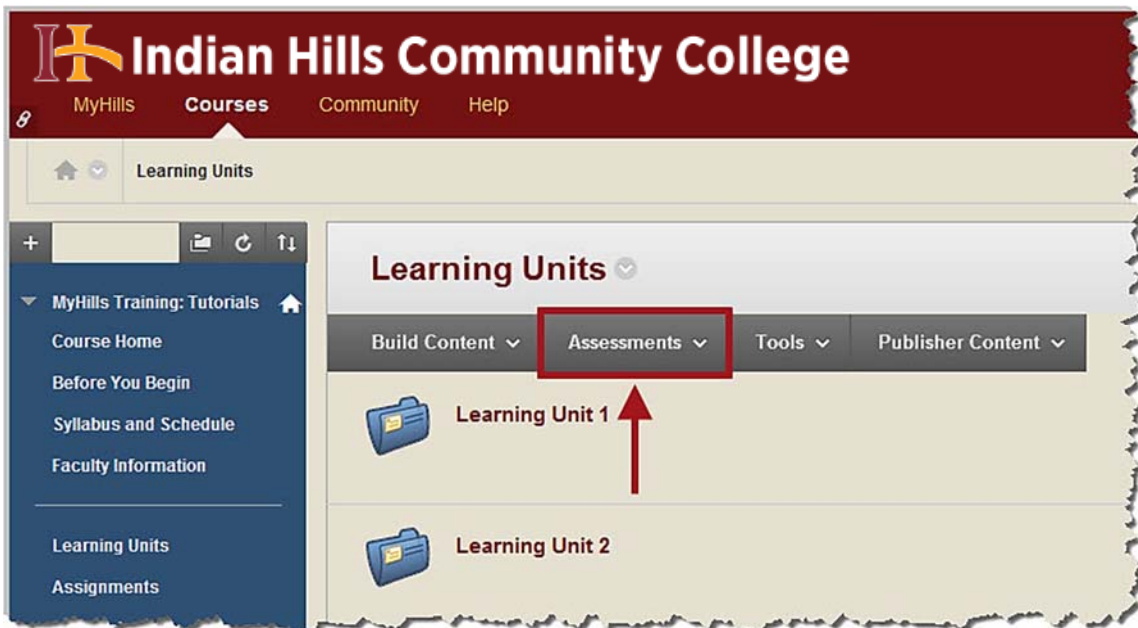 Indian Hills Community College
MyHills Courses Community Help
Learning Units
MyHills Training: Tutorials
Course Home
Before You Begin
Syllabus and Schedule
Faculty Information
Learning Units
Assignments
Learning Units
Build Content Assessments Tools Publisher Content
Learning Unit 1
Learning Unit 2